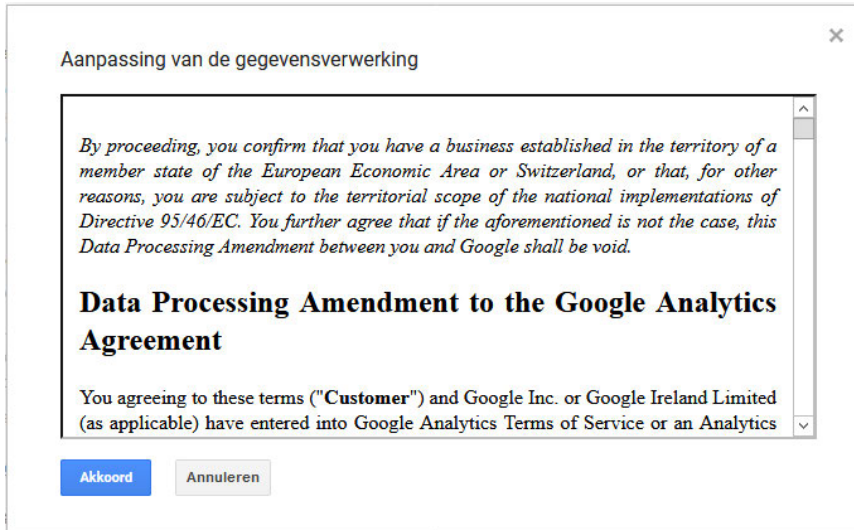 Aanpassing van de gegevensverwerking
By proceeding, you confirm that you have a business established in the territory of a
member state of the European Economic Area or Switzerland, or that, for other
reasons, you are subject to the territorial scope of the national implementations of
Directive 95/46/EC. You further agree that if the aforementioned is not the case, this
Data Processing Amendment between you and Google shall be void.
Data Processing Amendment to the Google Analytics
Agreement
You agreeing to these terms ("Customer") and Google Inc. or Google Ireland Limited
(as applicable) have entered into Google Analytics Terms of Service or an Analytics
Akkoord
Annuleren